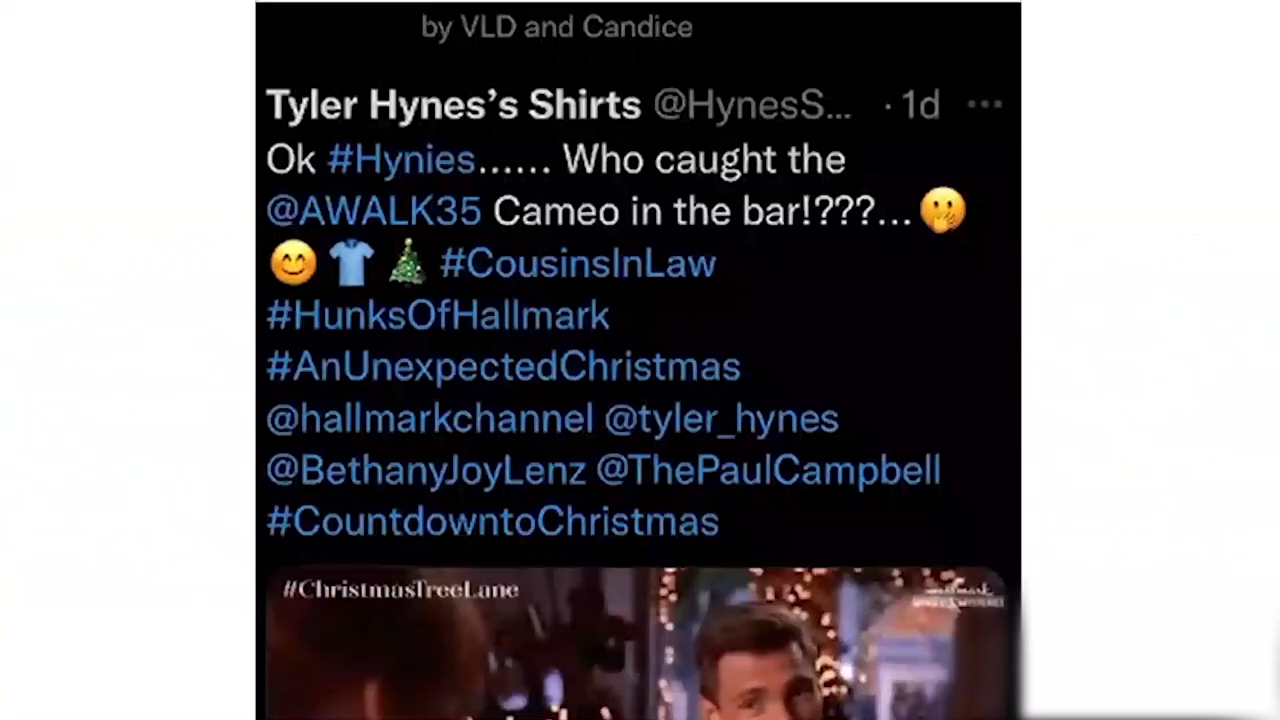 by VLD and Candice
Tyler Hynes’s Shirts @HynesS... · 1d ...
Ok #Hynies...... Who caught the
@AWALK35 Cameo in the bar!???...🤭
😊👕🎄 #CousinsInLaw
#HunksOfHallmark
#AnUnexpectedChristmas
@hallmarkchannel @tyler_hynes
@BethanyJoyLenz @ThePaulCampbell
#CountdowntoChristmas
#ChristmasTreeLane